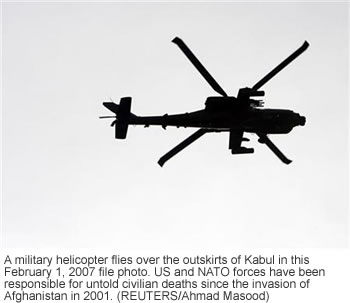 A military helicopter flies over the outskirts of Kabul in this
February 1, 2007 file photo. US and NATO forces have been
responsible for untold civilian deaths since the invasion of
Afghanistan in 2001. (REUTERS/Ahmad Masood)